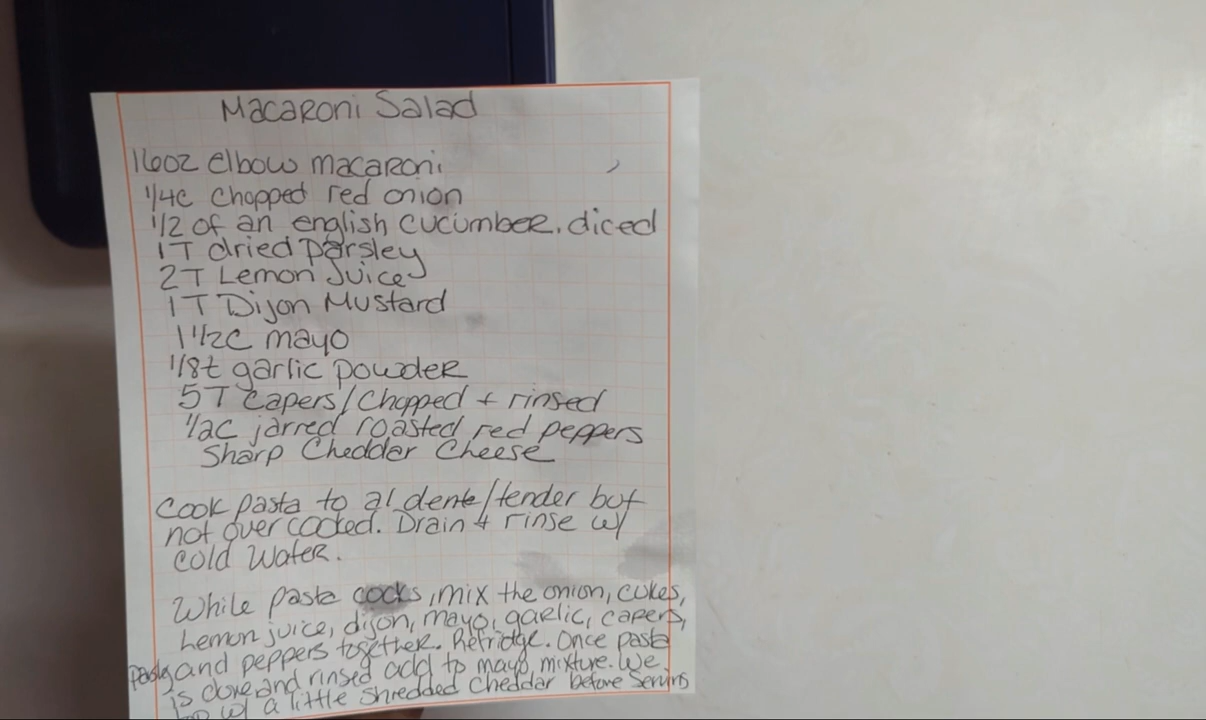 Macaroni Salad
16oz elbow macaroni
1/4c chopped red onion
1/2 of an english cucumber, diced
1T dried parsley
2T Lemon Juice
1T Dijon Mustard
1 1/2c mayo
1/8t garlic powder
5T capers/chopped + rinsed
1/2c jarred roasted red peppers
Sharp Cheddar Cheese
Cook pasta to al dente/tender but
not over cooked. Drain + rinse w/
cold water.
While pasta cooks, mix the onion, cukes,
Lemon juice, dijon, mayo, garlic, capers,
and peppers together. Refridge. Once pasta
is done and rinsed add to mayo mixture. We
top w/ a little shredded cheddar before serving